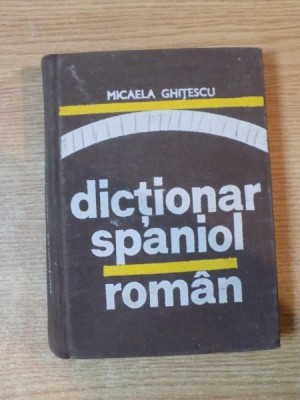 MICAELA GHIȚESCU
dicționar
spaniol
român